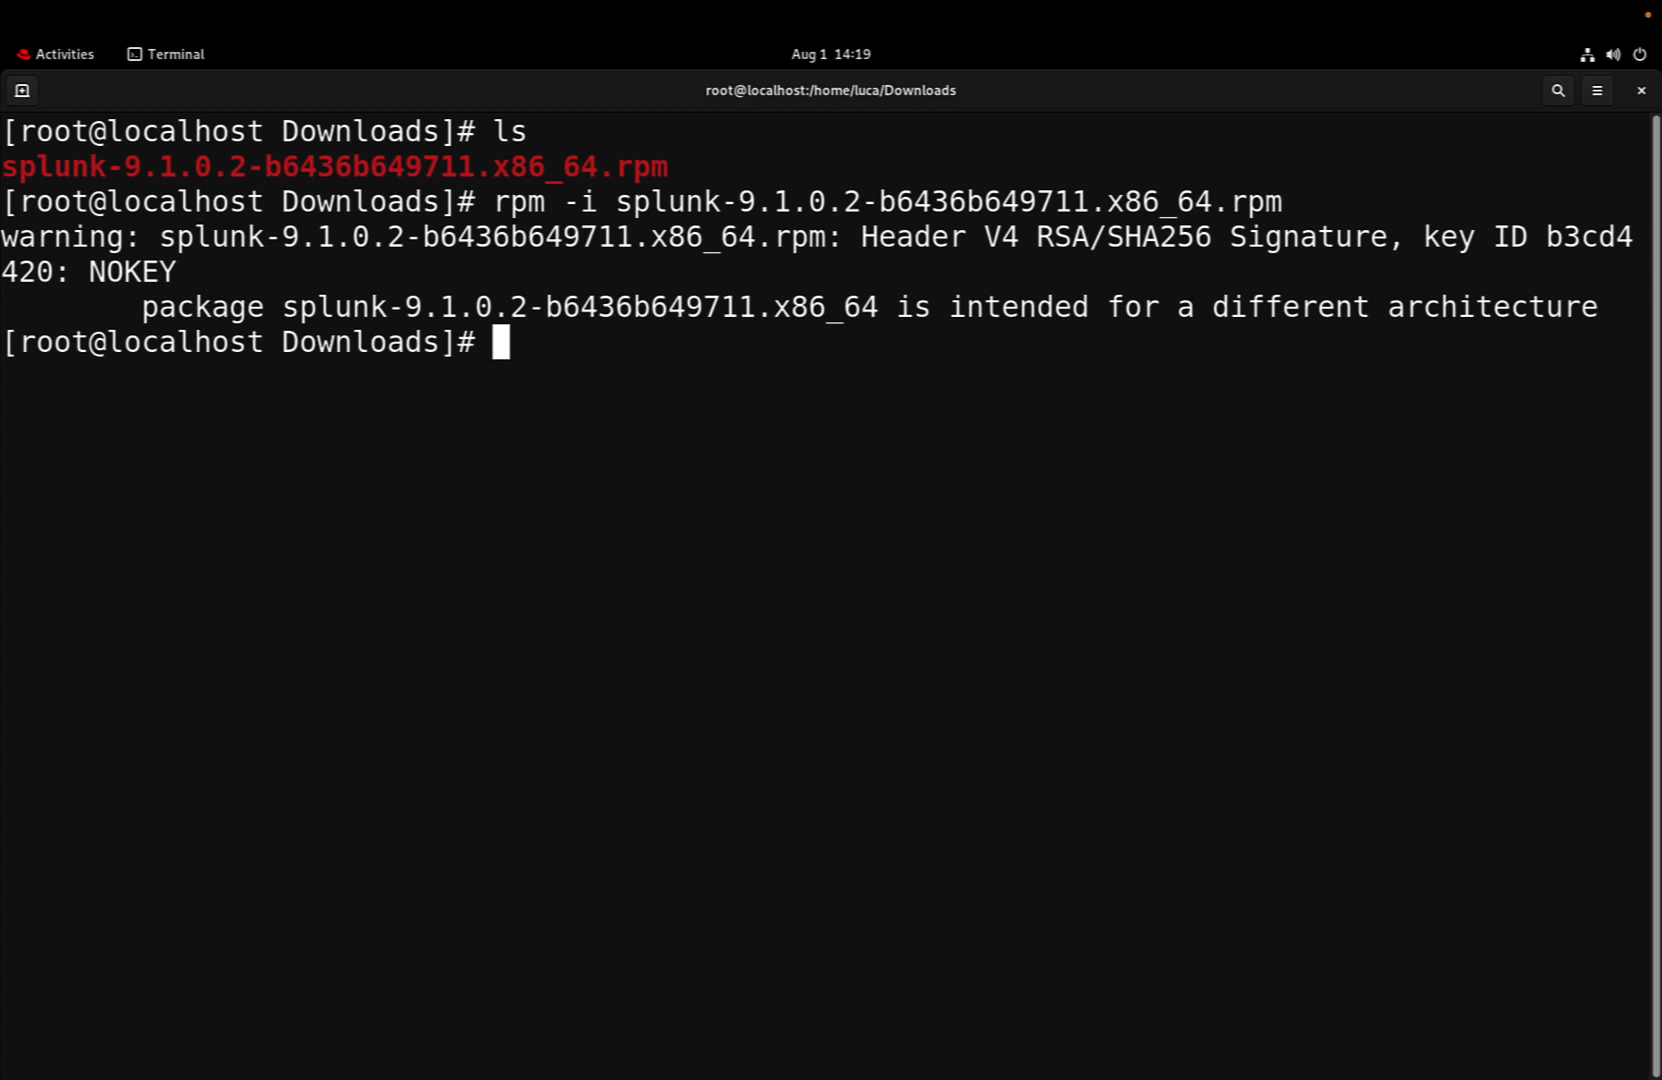 Activities Terminal Aug 1 14:19
root@localhost:/home/luca/Downloads
[root@localhost Downloads]# ls
splunk-9.1.0.2-b6436b649711.x86_64.rpm
[root@localhost Downloads]# rpm -i splunk-9.1.0.2-b6436b649711.x86_64.rpm
warning: splunk-9.1.0.2-b6436b649711.x86_64.rpm: Header V4 RSA/SHA256 Signature, key ID b3cd4
420: NOKEY
        package splunk-9.1.0.2-b6436b649711.x86_64 is intended for a different architecture
[root@localhost Downloads]#